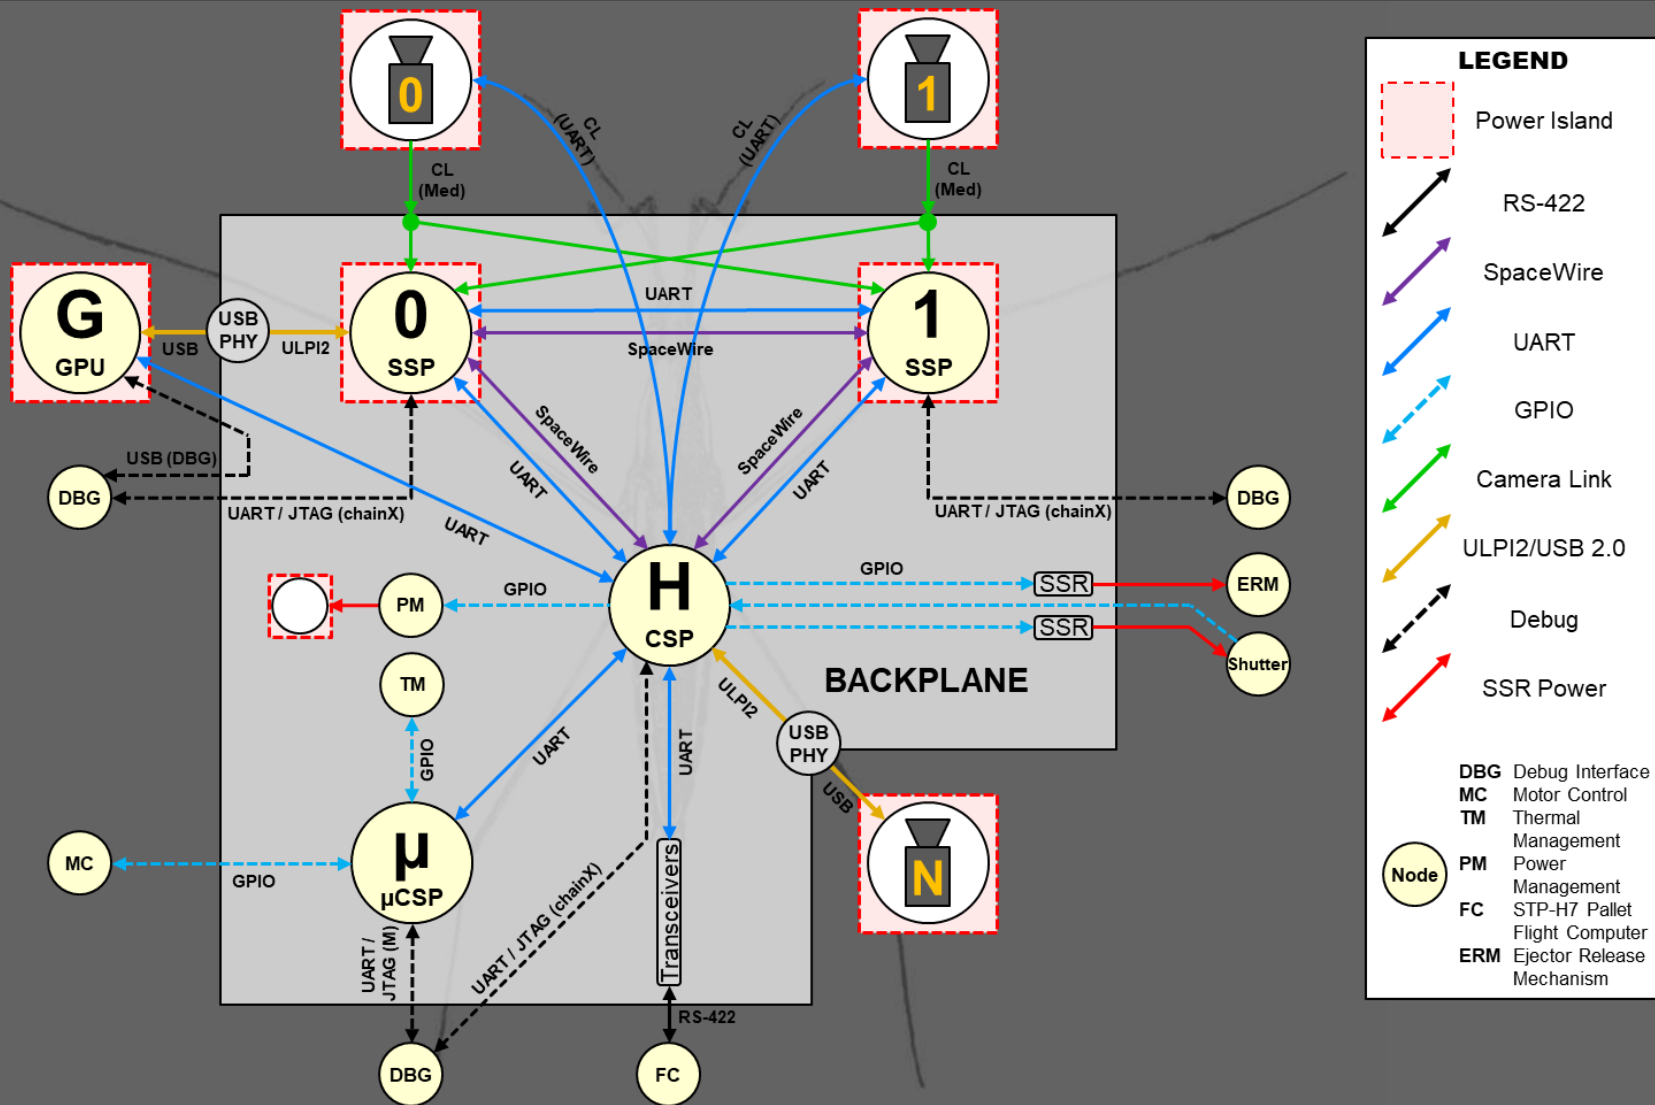 0
1
CL
(UART)
CL
(UART)
CL
(Med)
CL
(Med)
G
GPU
USB
PHY
USB
ULPI2
0
SSP
1
SSP
UART
SpaceWire
SpaceWire
UART
SpaceWire
UART
USB (DBG)
DBG
UART / JTAG (chainX)
UART
UART / JTAG (chainX)
DBG
H
CSP
GPIO
PM
GPIO
SSR
ERM
SSR
Shutter
TM
GPIO
UART
UART
ULPI2
USB
PHY
USB
BACKPLANE
N
MC
GPIO
µ
µCSP
UART /
JTAG (M)
UART / JTAG (chainX)
Transceivers
RS-422
DBG
FC
LEGEND
Power Island
RS-422
SpaceWire
UART
GPIO
Camera Link
ULPI2/USB 2.0
Debug
SSR Power
Node
DBG Debug Interface
MC Motor Control
TM Thermal
Management
PM Power
Management
FC STP-H7 Pallet
Flight Computer
ERM Ejector Release
Mechanism